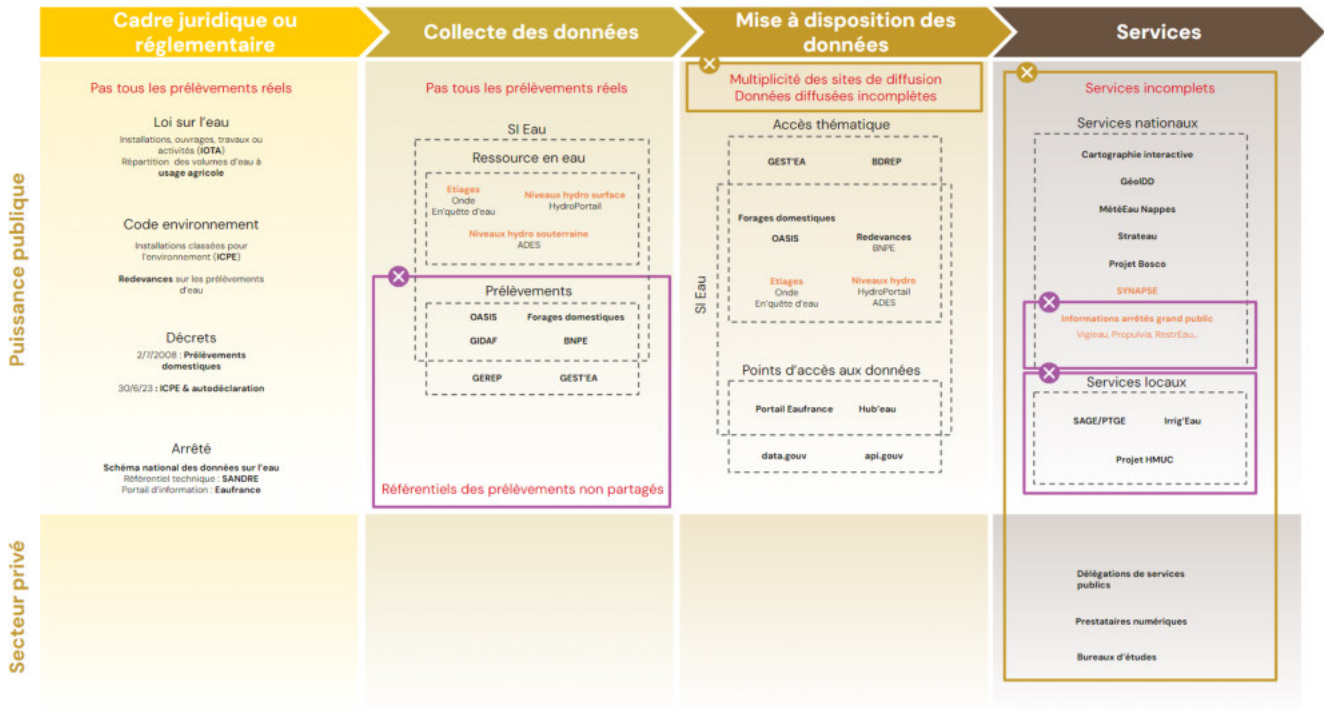 Cadre juridique ou
réglementaire
Collecte des données
Mise à disposition des
données
Services
Puissance publique
Pas tous les prélèvements réels
Loi sur l'eau
Installations, ouvrages, travaux ou
activités (IOTA)
Répartition des volumes d'eau à
usage agricole
Code environnement
Installations classées pour
l'environnement (ICPE)
Redevances sur les prélèvements
d'eau
Décrets
2/7/2008 : Prélèvements
domestiques
30/6/23 : ICPE & autodéclaration
Arrêté
Schéma national des données sur l'eau
Référentiel technique : SANDRE
Portail d'information : Eaufrance
Pas tous les prélèvements réels
SI Eau
Ressource en eau
Etiages
Onde
En'quête d'eau
Niveaux hydro surface
HydroPortail
Niveaux hydro souterraine
ADES
Prélèvements
OASIS
Forages domestiques
GIDAF
BNPE
GEREP
GEST'EA
Référentiels des prélèvements non partagés
Multiplicité des sites de diffusion
Données diffusées incomplètes
Accès thématique
GEST'EA
BDREP
SI Eau
Forages domestiques
OASIS
Redevances
BNPE
Etiages
Onde
En'quête d'eau
Niveaux hydro
HydroPortail
ADES
Points d'accès aux données
Portail Eaufrance
Hub'eau
data.gouv
api.gouv
Services incomplets
Services nationaux
Cartographie interactive
GéoIDD
MétéEau Nappes
Strateau
Projet Bosco
SYNAPSE
Informations arrêtés grand public
Vigieau, Propulvia, RestrEau...
Services locaux
SAGE/PTGE
Irrig'Eau
Projet HMUC
Secteur privé
Délégations de services
publics
Prestataires numériques
Bureaux d'études